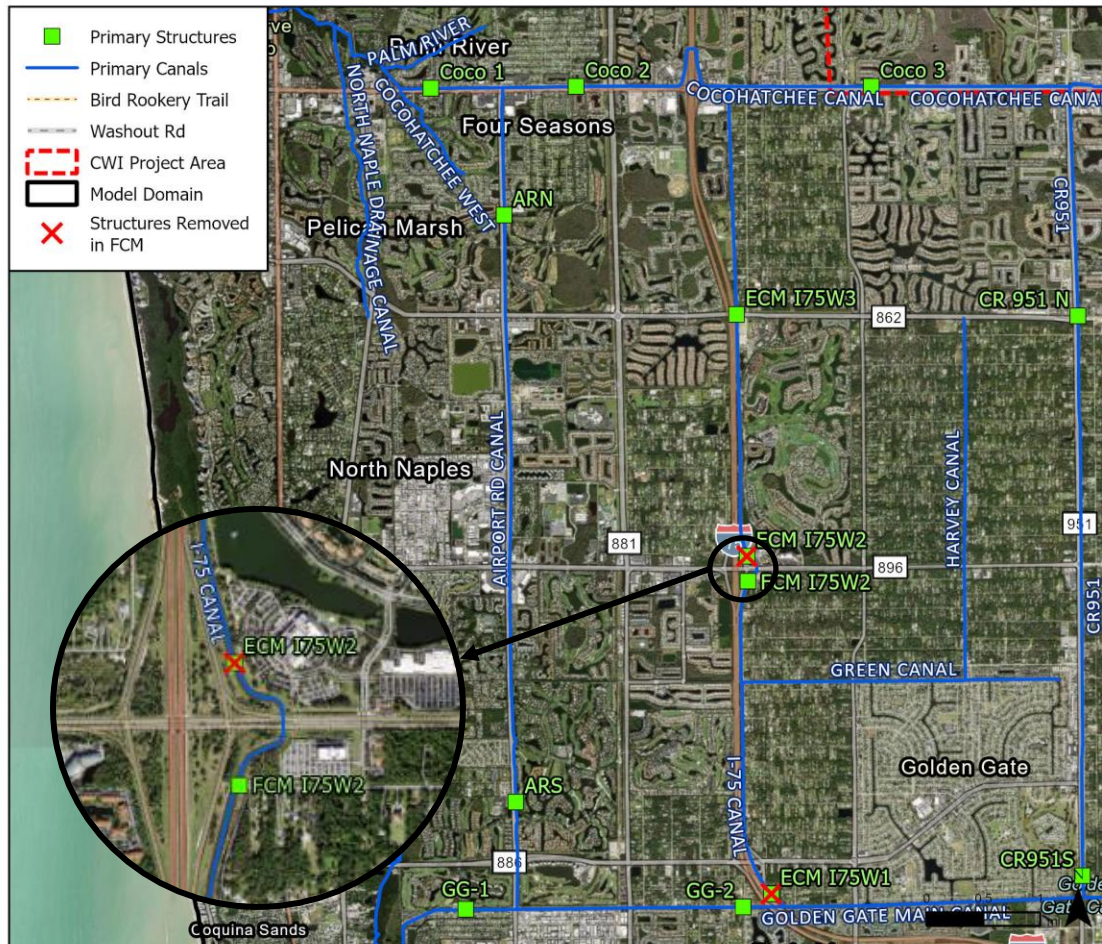 Primary Structures
Primary Canals
Bird Rookery Trail
Washout Rd
CWI Project Area
Model Domain
Structures Removed
in FCM
PALM RIVER
River
Coco 1
Coco 2
Coco 3
COCOHATCHEE CANAL
COCOHATCHEE CANAL
NORTH NAPLE DRAINAGE CANAL
COCOHATCHEE WEST
Four Seasons
ARN
Pelican Marsh
CR951
ECM I75W3
862
CR 951 N
AIRPORT RD CANAL
North Naples
HARVEY CANAL
881
ECM I75W2
896
951
FCM I75W2
CR951
I-75 CANAL
ECM I75W2
FCM I75W2
GREEN CANAL
I-75 CANAL
Golden Gate
ARS
886
CR951S
GG-1
GG-2
ECM I75W1
GOLDEN GATE MAIN CANAL
N
0.5
Coquina Sands